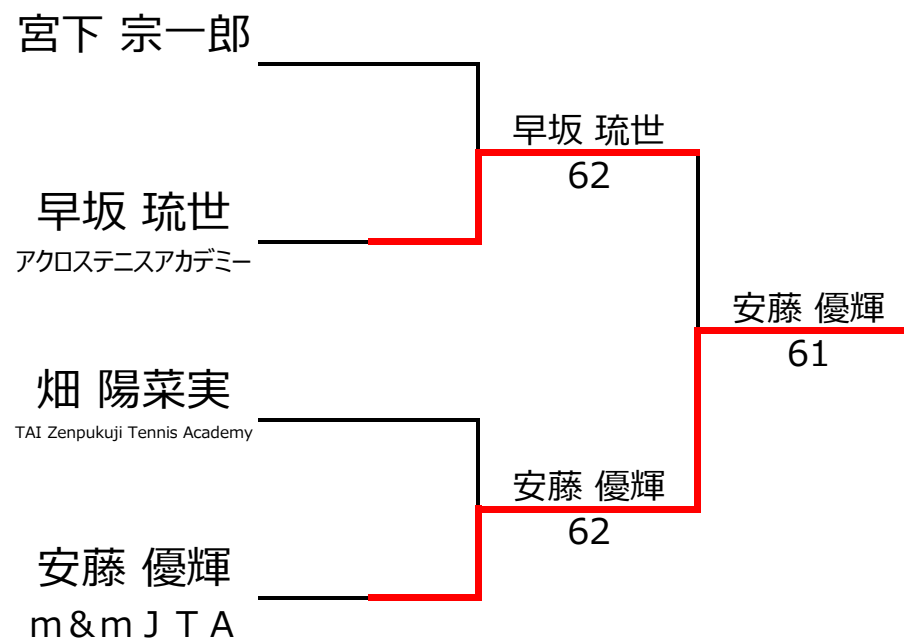 宮下 宗一郎
早坂 琉世
62
早坂 琉世
アクロステニスアカデミー
安藤 優輝
61
畑 陽菜実
TAI Zenpukuji Tennis Academy
安藤 優輝
62
安藤 優輝
ｍ&ｍＪＴＡ